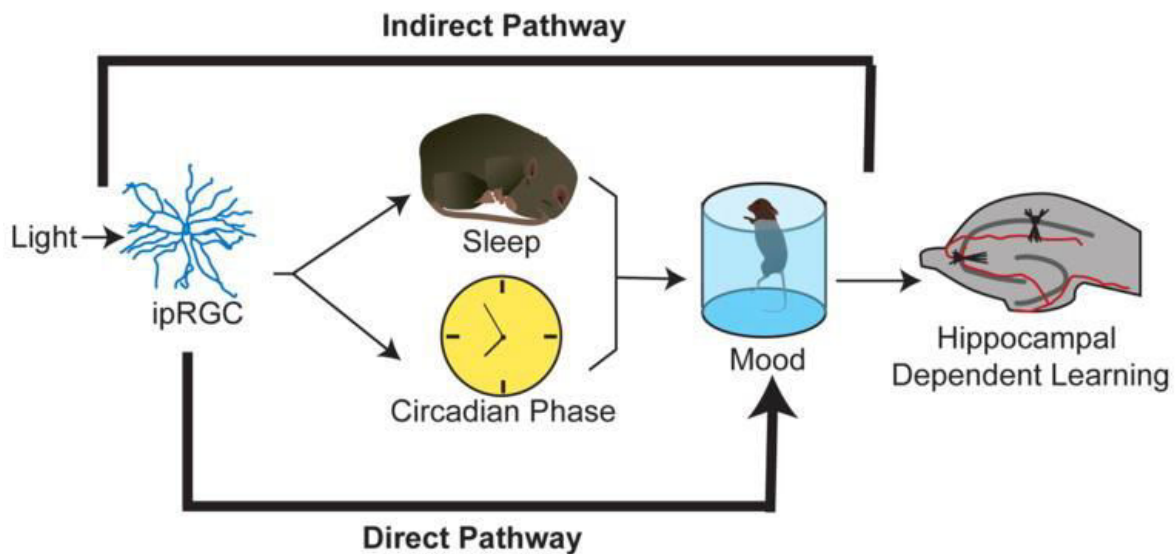 Indirect Pathway
Light
ipRGC
Sleep
Circadian Phase
Mood
Hippocampal
Dependent Learning
Direct Pathway